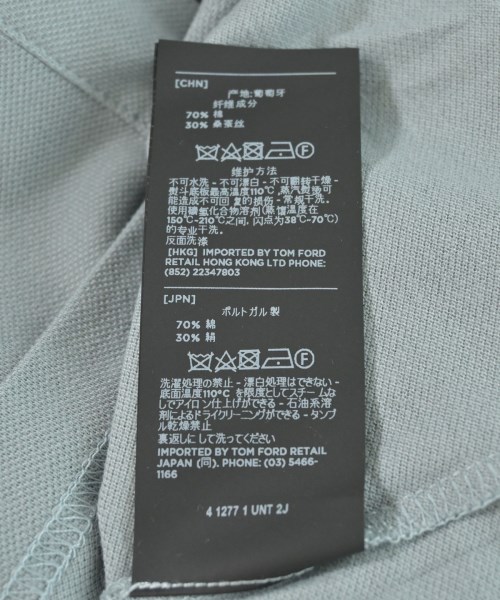 [CHN]
产地:葡萄牙
纤维成分
70% 棉
30% 桑蚕丝
F
维护方法
不可水洗 - 不可漂白 - 不可翻转干燥 -
熨斗底板最高温度110℃,蒸汽熨烫可
能造成不可回复的损伤 - 常规干洗。
使用碳氢化合物溶剂(蒸馏温度在
150℃-210℃之间, 闪点为38℃-70℃)
的专业干洗。
反面洗涤
[HKG] IMPORTED BY TOM FORD
RETAIL HONG KONG LTD PHONE:
(852) 22347803
[JPN]
ポルトガル製
70% 綿
30% 絹
F
洗濯処理の禁止 - 漂白処理はできない -
底面温度110℃を限度としてスチームな
しでアイロン仕上げができる - 石油系溶
剤によるドライクリーニングができる - タンブ
ル乾燥禁止
裏返しにして洗ってください
IMPORTED BY TOM FORD RETAIL
JAPAN (同). PHONE: (03) 5466-
1166
4 1277 1 UNT 2J